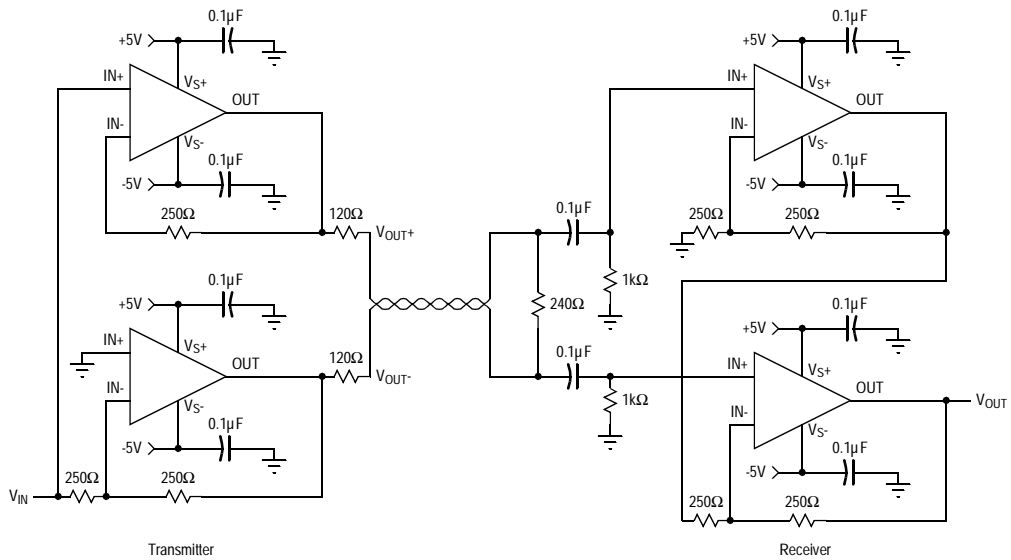 0.1μF
+5V
IN+
VS+
OUT
IN-
VS-
0.1μF
-5V
250Ω
120Ω
VOUT+
0.1μF
+5V
IN+
VS+
OUT
120Ω
VOUT-
IN-
VS-
0.1μF
-5V
250Ω
250Ω
VIN
Transmitter
0.1μF
1kΩ
240Ω
0.1μF
1kΩ
0.1μF
+5V
IN+
VS+
OUT
IN-
VS-
0.1μF
-5V
250Ω
250Ω
0.1μF
+5V
IN+
VS+
OUT
VOUT
IN-
VS-
0.1μF
-5V
250Ω
250Ω
Receiver